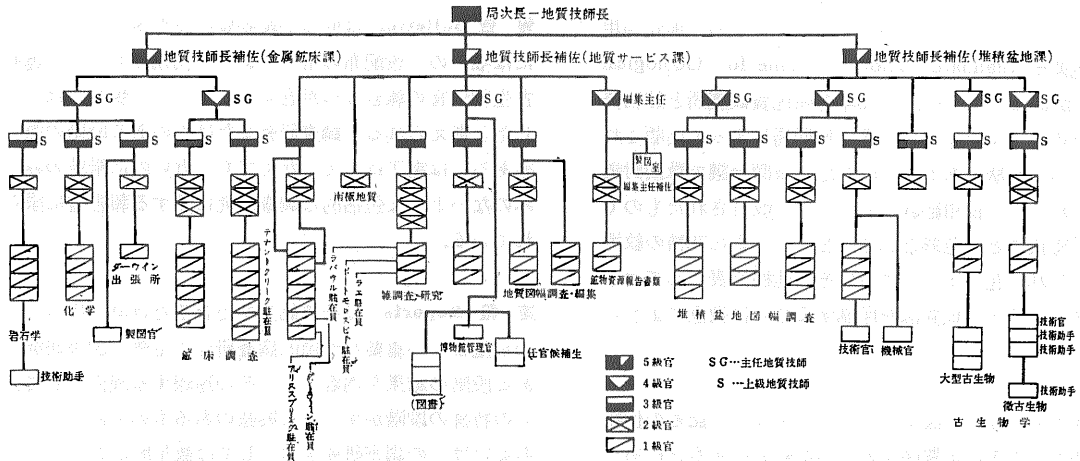 局次長―地質技師長
地質技師長補佐(金属鉱床課)
地質技師長補佐(地質サービス課)
地質技師長補佐(堆積盆地課)
SG
SG
SG
編集主任
SG
SG
SG
S
S
S
S
S
S
S
S
S
S
S
S
製図室
南極地質
編集主任補佐
ダーウイン
出張所
化学
岩石学
技術助手
製図官
鉱床調査
テナントクリーク駐在員
ラバウル駐在員
ポートモレスビー駐在員
ラエ駐在員
雑調査・研究
地質図幅調査・編集
鉱物資源報告書類
堆積盆地図幅調査
技術官
機械官
博物館管理官
任官候補生
(図書)
ダーウィン駐在員
アリススプリング駐在員
大型古生物
技術官
技術助手
技術助手
技術助手
微古生物
古生物学
5級官
4級官
3級官
2級官
1級官
SG…主任地質技師
S…上級地質技師